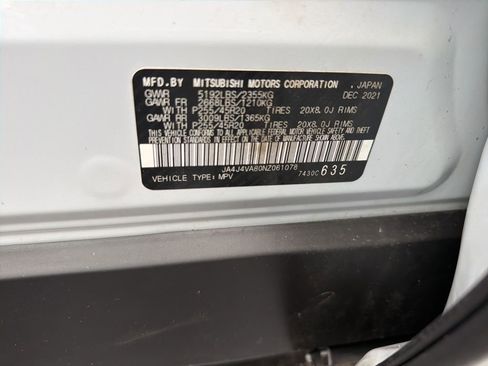 MFD.BY MITSUBISHI MOTORS CORPORATION, JAPAN
GVWR 5192LBS/2355KG DEC 2021
GAWR FR 2668LBS/1210KG
WITH P255/45R20 TIRES 20X8.0J RIMS
GAWR RR 3009LBS/1365KG
WITH P255/45R20 TIRES 20X8.0J RIMS
THIS VEHICLE CONFORMS TO ALL APPLICABLE FEDERAL
MOTOR VEHICLE SAFETY, BUMPER, AND THEFT
PREVENTION STANDARDS IN EFFECT ON THE DATE OF
MANUFACTURE SHOWN ABOVE.
JA4J4VA80NZ061078
VEHICLE TYPE: MPV 7430C 635